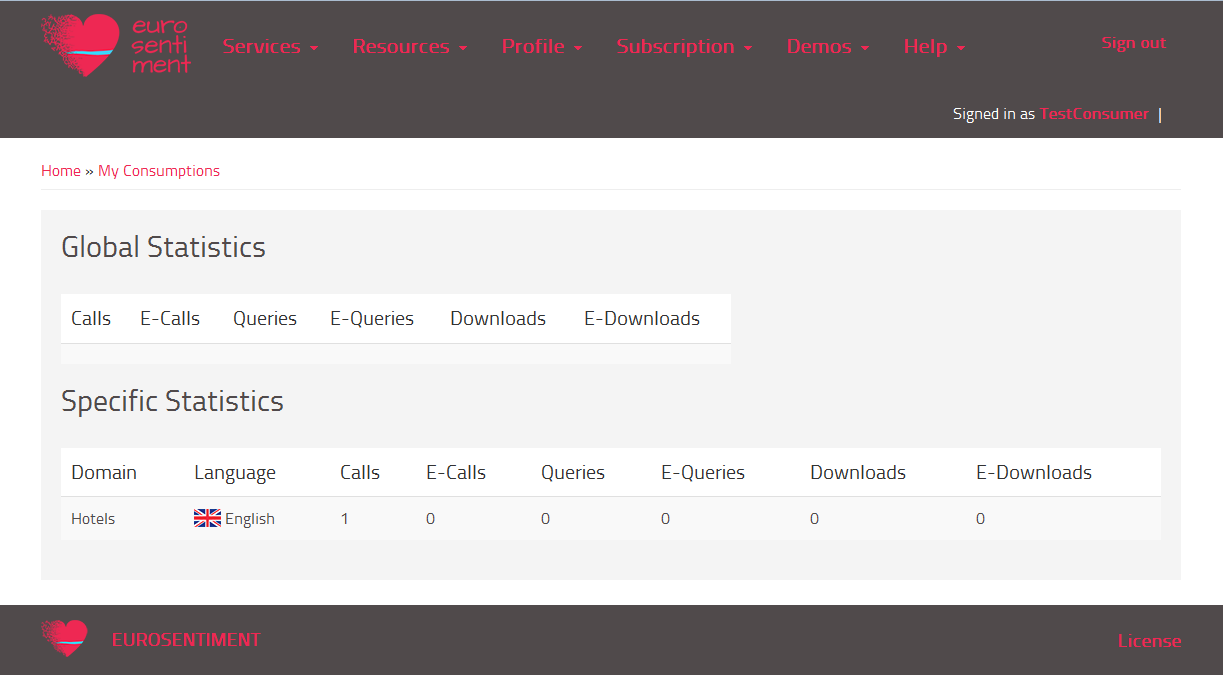 euro
senti
ment
Services Resources Profile Subscription Demos Help Sign out
Signed in as TestConsumer |
Home » My Consumptions
Global Statistics
Calls E-Calls Queries E-Queries Downloads E-Downloads
Specific Statistics
Domain Language Calls E-Calls Queries E-Queries Downloads E-Downloads
Hotels English 1 0 0 0 0 0
EUROSENTIMENT License